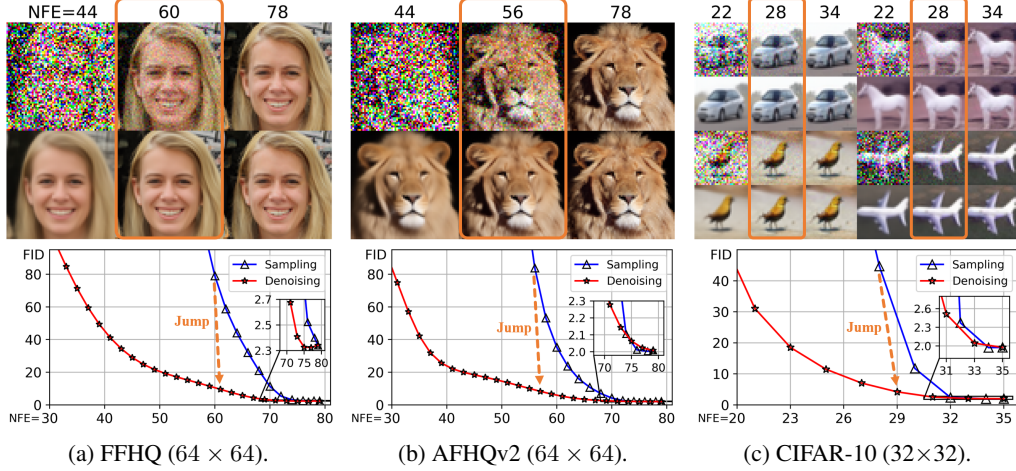 NFE=44 60 78
44 56 78
22 28 34 22 28 34
FID
80
60
40
20
0
NFE=
30 40 50 60 70 80
Sampling
Denoising
Jump
2.7
2.5
2.3
70 75 80
FID
80
60
40
20
0
NFE=
31 40 50 60 70 80
Sampling
Denoising
Jump
2.2
2.1
2.0
70 75 80
FID
40
30
20
10
0
NFE=
20 23 26 29 32 35
Sampling
Denoising
Jump
2.6
2.3
2.0
31 33 35
(a) FFHQ (64 × 64).
(b) AFHQv2 (64 × 64).
(c) CIFAR-10 (32×32).